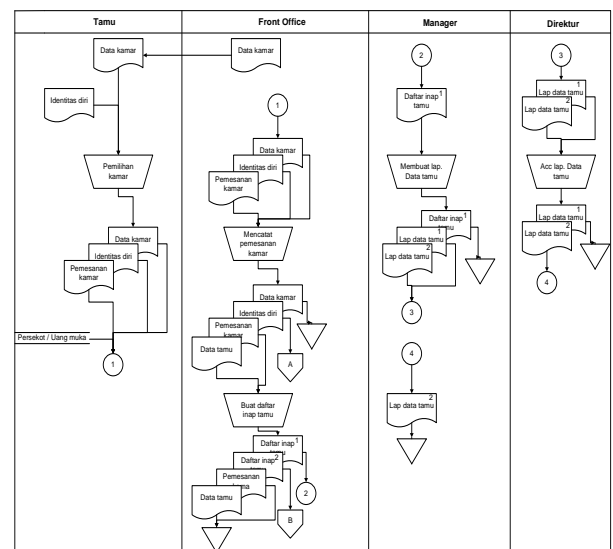 Tamu
Front Office
Manager
Direktur
Data kamar
Identitas diri
Pemilihan
kamar
Data kamar
Identitas diri
Pemesanan
kamar
Persekot / Uang muka
1
Data kamar
1
Data kamar
Identitas diri
Pemesanan
kamar
Mencatat
pemesanan
kamar
Data kamar
Identitas diri
Pemesanan
kamar
Data tamu
A
Buat daftar
inap tamu
Daftar inap 1
tamu
Daftar inap 2
Pemesanan
Data tamu
2
B
2
Daftar inap 1
tamu
Membuat lap.
Data tamu
Daftar inap 1
tamu
Lap data tamu 1
Lap data tamu 2
3
4
Lap data tamu 2
3
Lap data tamu 1
Lap data tamu 2
Acc lap. Data
tamu
Lap data tamu 1
Lap data tamu 2
4